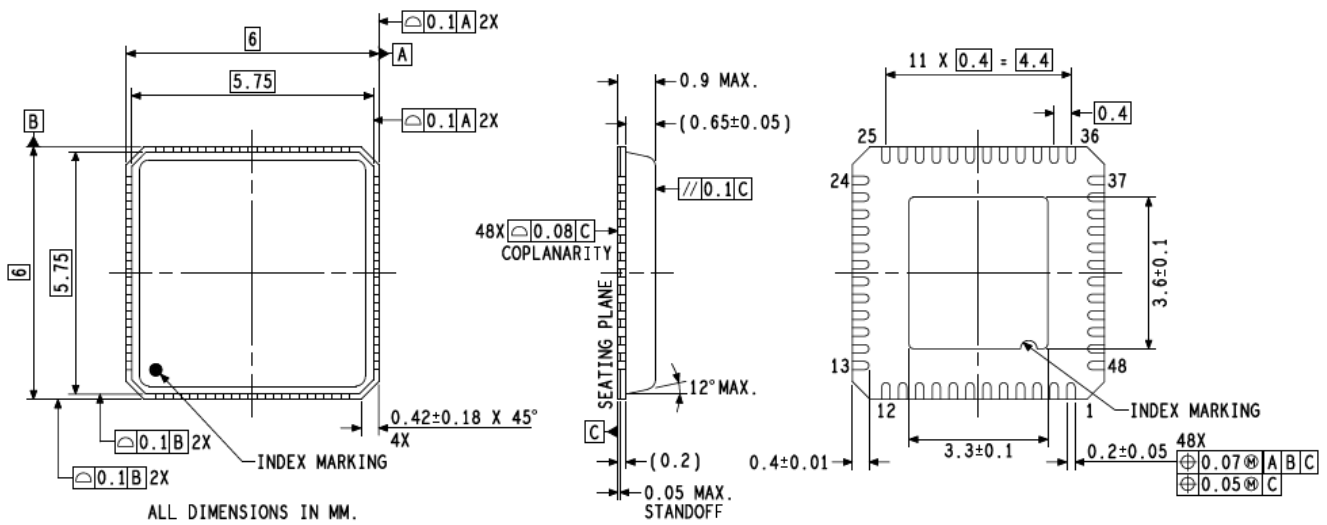 ⌓ 0.1 A 2X
6
A
5.75
⌓ 0.1 A 2X
B
6
5.75
⌓ 0.1 B 2X
⌓ 0.1 B 2X
0.42±0.18 X 45°
4X
INDEX MARKING
ALL DIMENSIONS IN MM.
0.9 MAX.
(0.65±0.05)
// 0.1 C
48X ⌓ 0.08 C
COPLANARITY
SEATING PLANE
12° MAX.
C
(0.2)
0.05 MAX.
STANDOFF
11 X 0.4 = 4.4
0.4
25
36
24
37
3.6±0.1
13
48
12
1
INDEX MARKING
3.3±0.1
0.4±0.01
0.2±0.05
48X
⌖ 0.07 Ⓜ A B C
⌖ 0.05 Ⓜ C